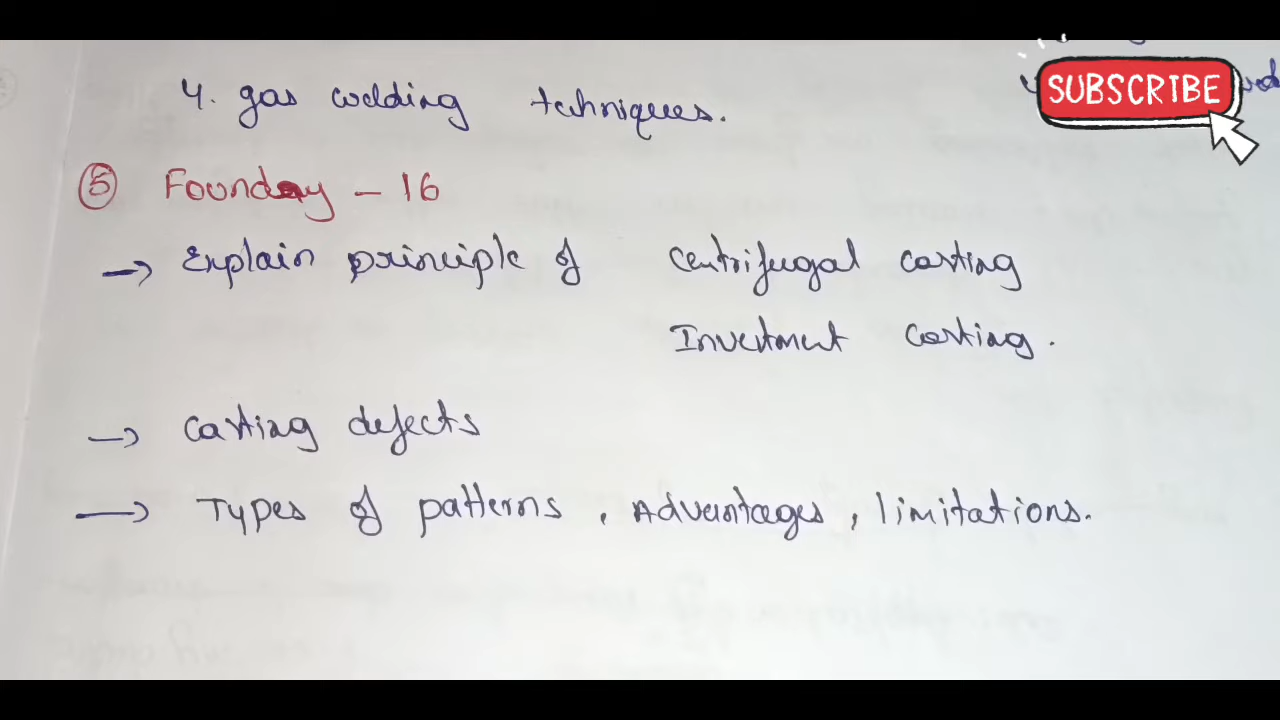 4. gas welding techniques.
SUBSCRIBE
⑤ Foundry - 16
→ Explain principle of centrifugal casting
Investment casting.
→ casting defects
→ Types of patterns, Advantages, limitations.